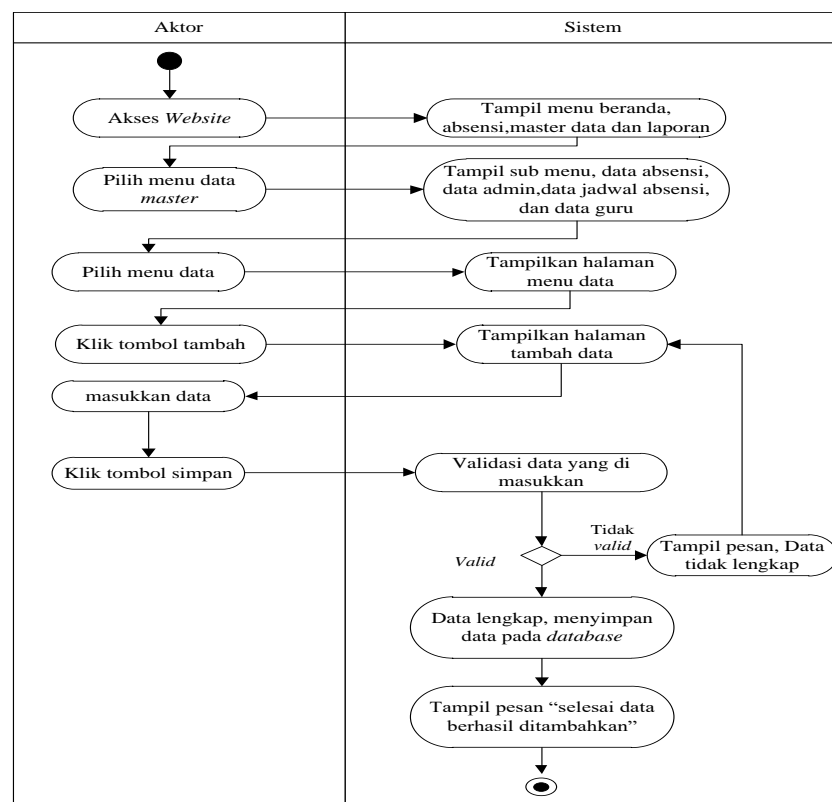 Aktor
Sistem
Akses Website
Tampil menu beranda,
absensi,master data dan laporan
Pilih menu data
master
Tampil sub menu, data absensi,
data admin,data jadwal absensi,
dan data guru
Pilih menu data
Tampilkan halaman
menu data
Klik tombol tambah
Tampilkan halaman
tambah data
masukkan data
Klik tombol simpan
Validasi data yang di
masukkan
Valid
Tidak
valid
Tampil pesan, Data
tidak lengkap
Data lengkap, menyimpan
data pada database
Tampil pesan “selesai data
berhasil ditambahkan”